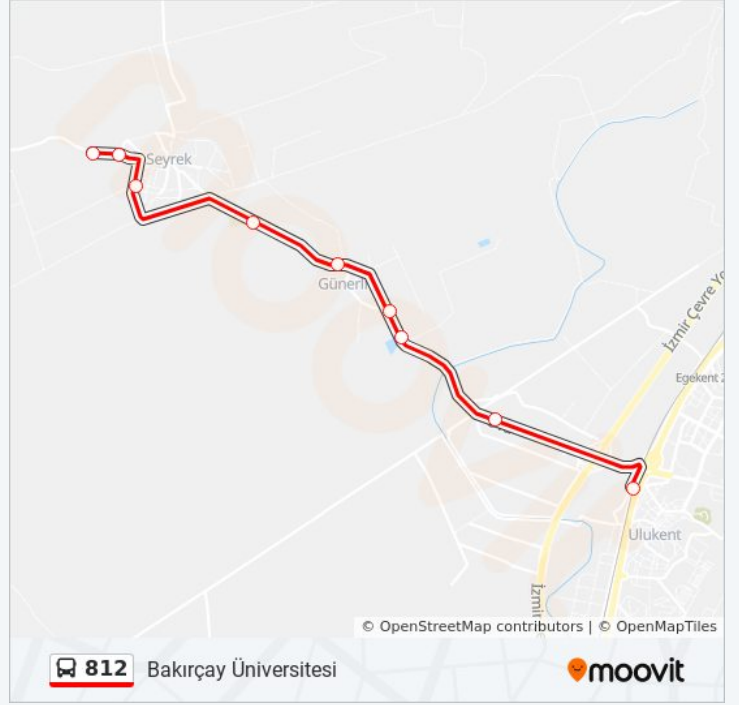 Seyrek
Günerli
İzmir Çevre Yo
Egekent 2
Ulukent
İzmir
© OpenStreetMap contributors | © OpenMapTiles
812 Bakırçay Üniversitesi moovit